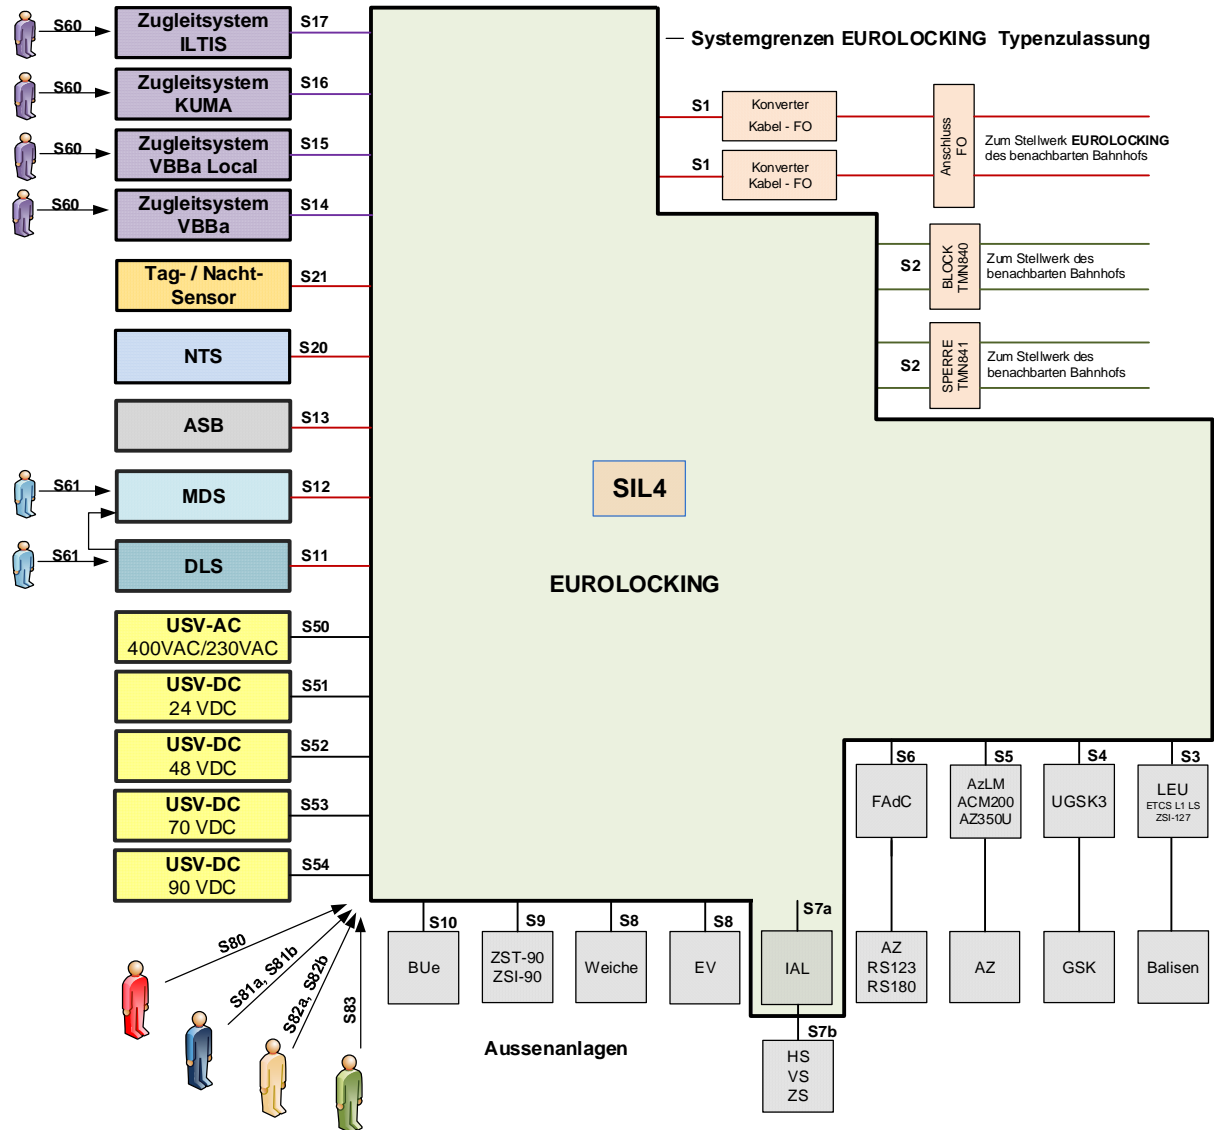 S60
Zugleitsystem
ILTIS
S17
Systemgrenzen EUROLOCKING Typenzulassung
S60
Zugleitsystem
KUMA
S16
S1
Konverter
Kabel - FO
Anschluss
FO
Zum Stellwerk EUROLOCKING
des benachbarten Bahnhofs
S60
Zugleitsystem
VBBa Local
S15
S1
Konverter
Kabel - FO
S60
Zugleitsystem
VBBa
S14
Tag- / Nacht-
Sensor
S21
S2
BLOCK
TMN840
Zum Stellwerk des
benachbarten Bahnhofs
NTS
S20
S2
SPERRE
TMN841
Zum Stellwerk des
benachbarten Bahnhofs
ASB
S13
S61
MDS
S12
SIL4
S61
DLS
S11
EUROLOCKING
USV-AC
400VAC/230VAC
S50
USV-DC
24 VDC
S51
USV-DC
48 VDC
S52
USV-DC
70 VDC
S53
USV-DC
90 VDC
S54
S6
FAdC
S5
AzLM
ACM200
AZ350U
S4
UGSK3
S3
LEU
ETCS L1 LS
ZSI-127
S80
S81a, S81b
S82a, S82b
S83
S10
BUe
S9
ZST-90
ZSI-90
S8
Weiche
S8
EV
S7a
IAL
AZ
RS123
RS180
AZ
GSK
Balisen
S7b
HS
VS
ZS
Aussenanlagen